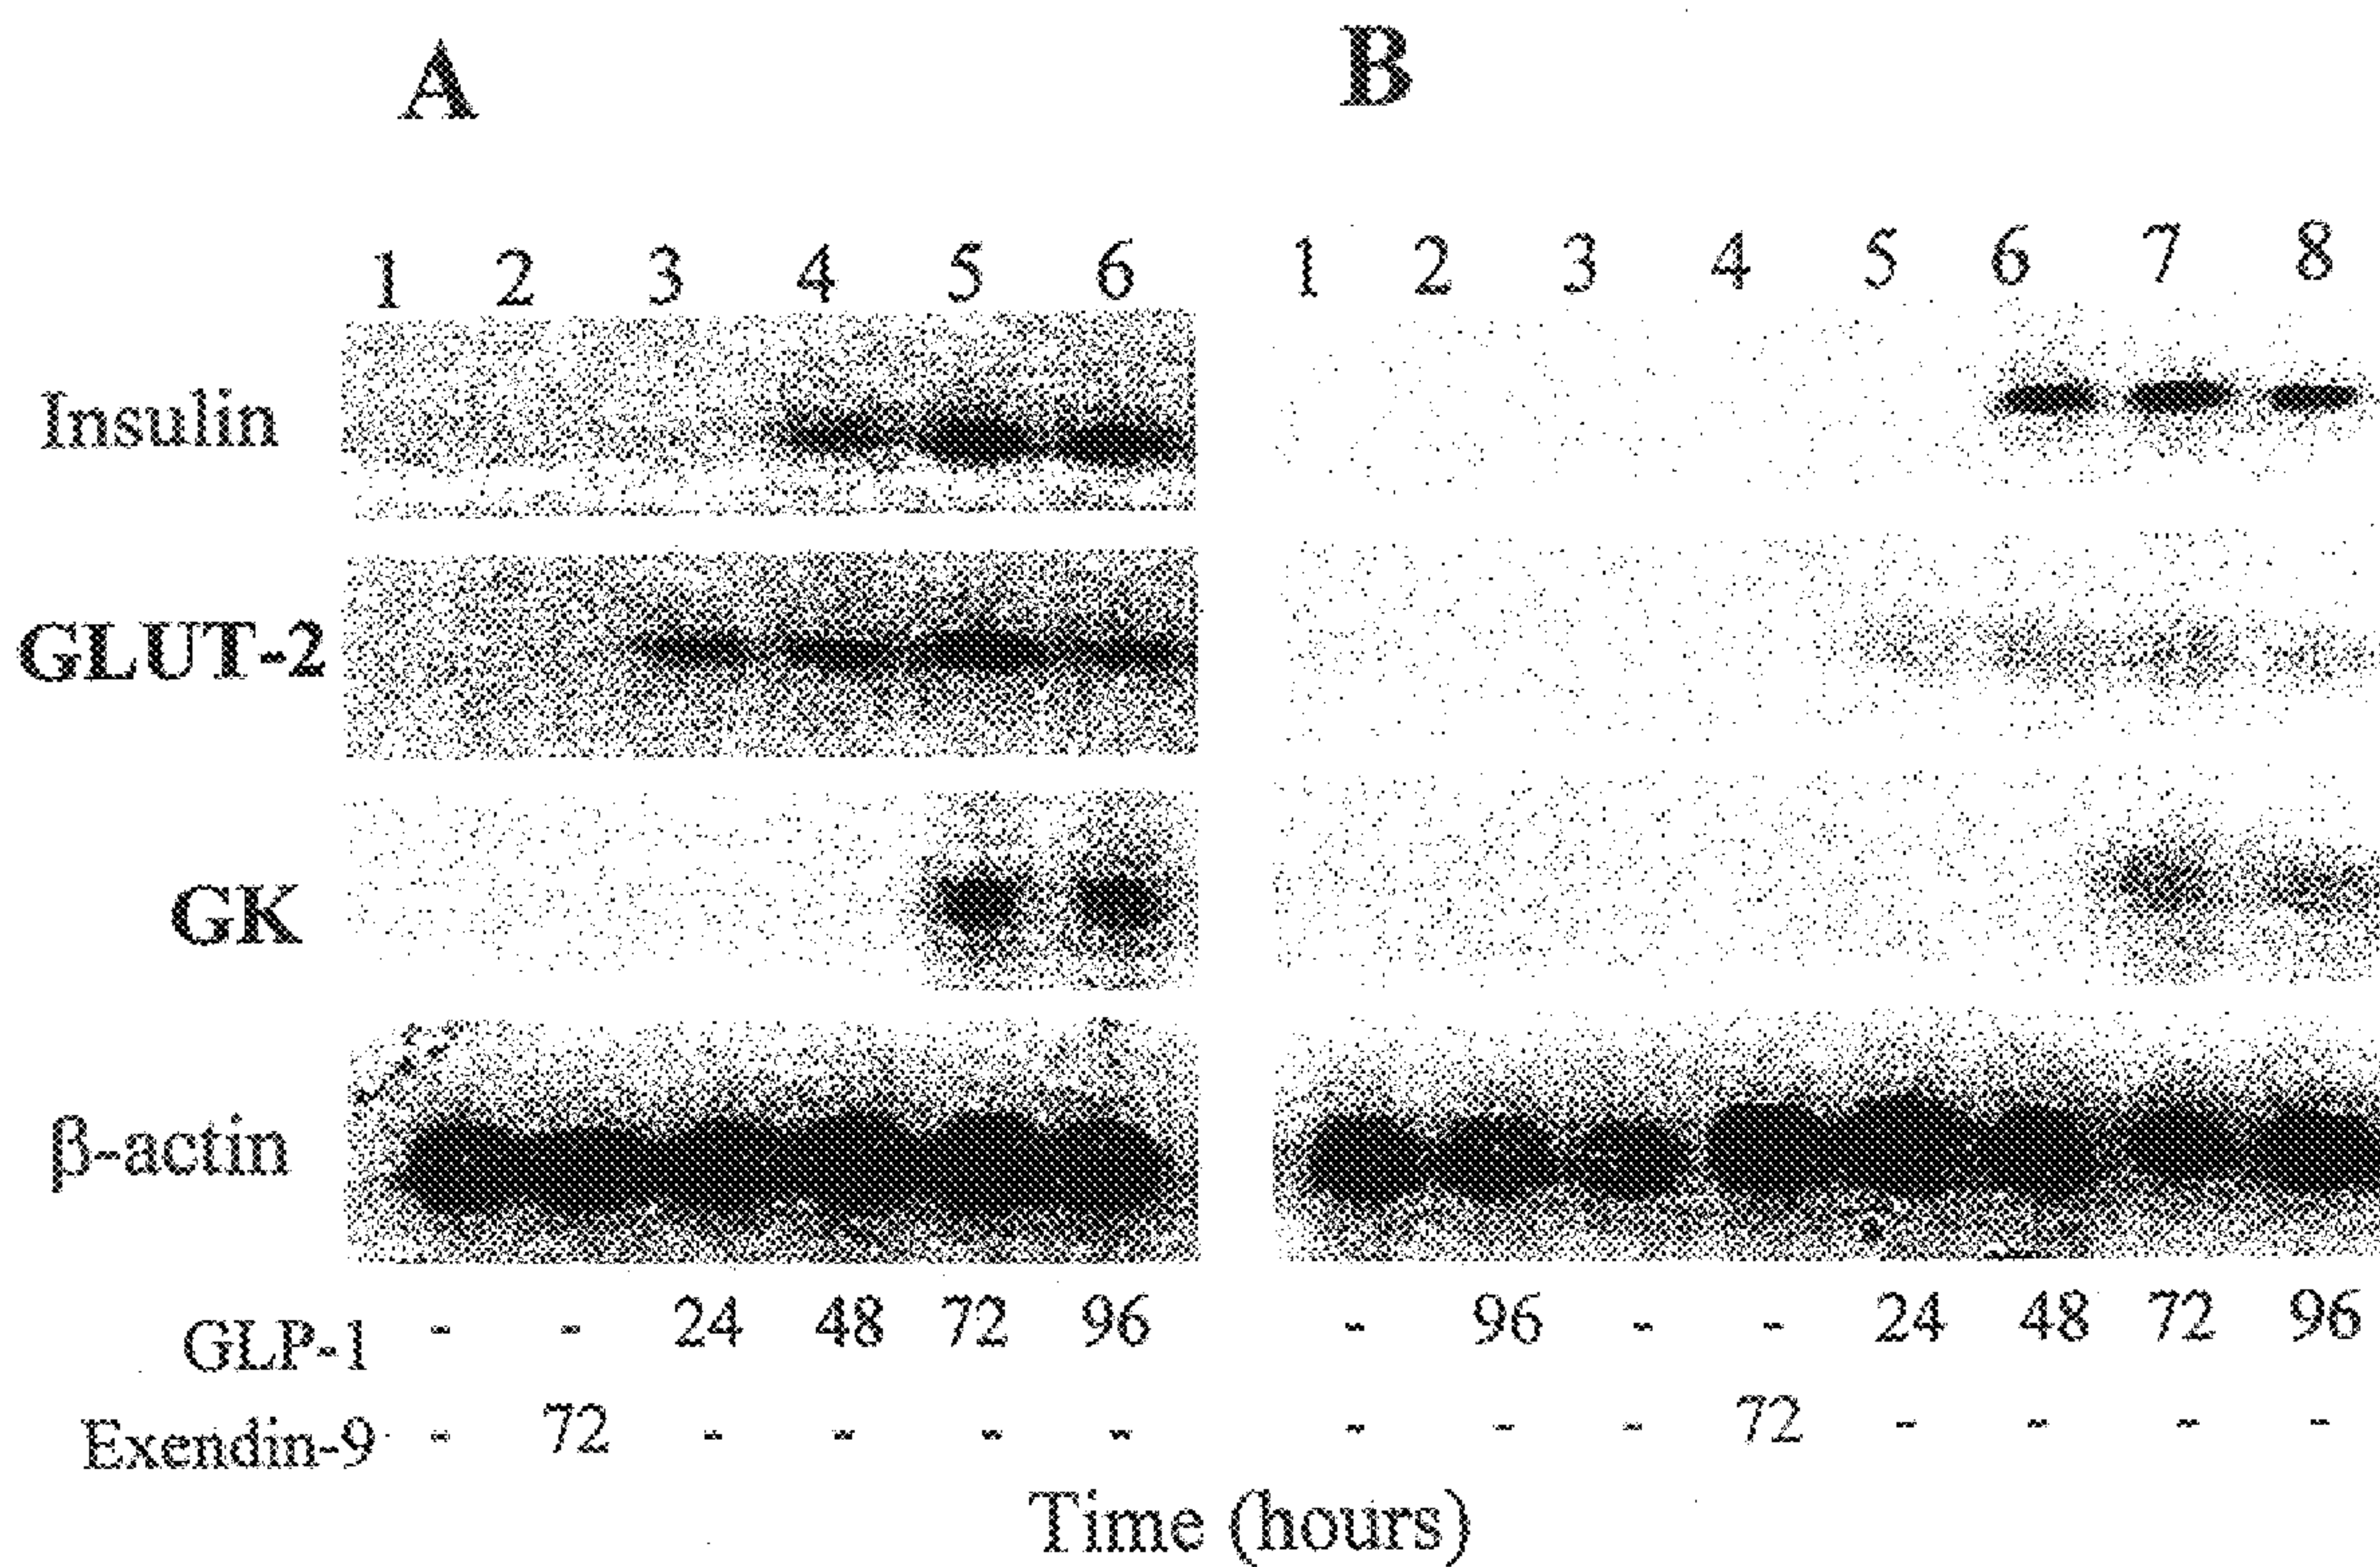 A B
1 2 3 4 5 6 1 2 3 4 5 6 7 8
Insulin
GLUT-2
GK
β-actin
GLP-1 - - 24 48 72 96 - 96 - - 24 48 72 96
Exendin-9 - 72 - - - - - - - 72 - - - -
Time (hours)